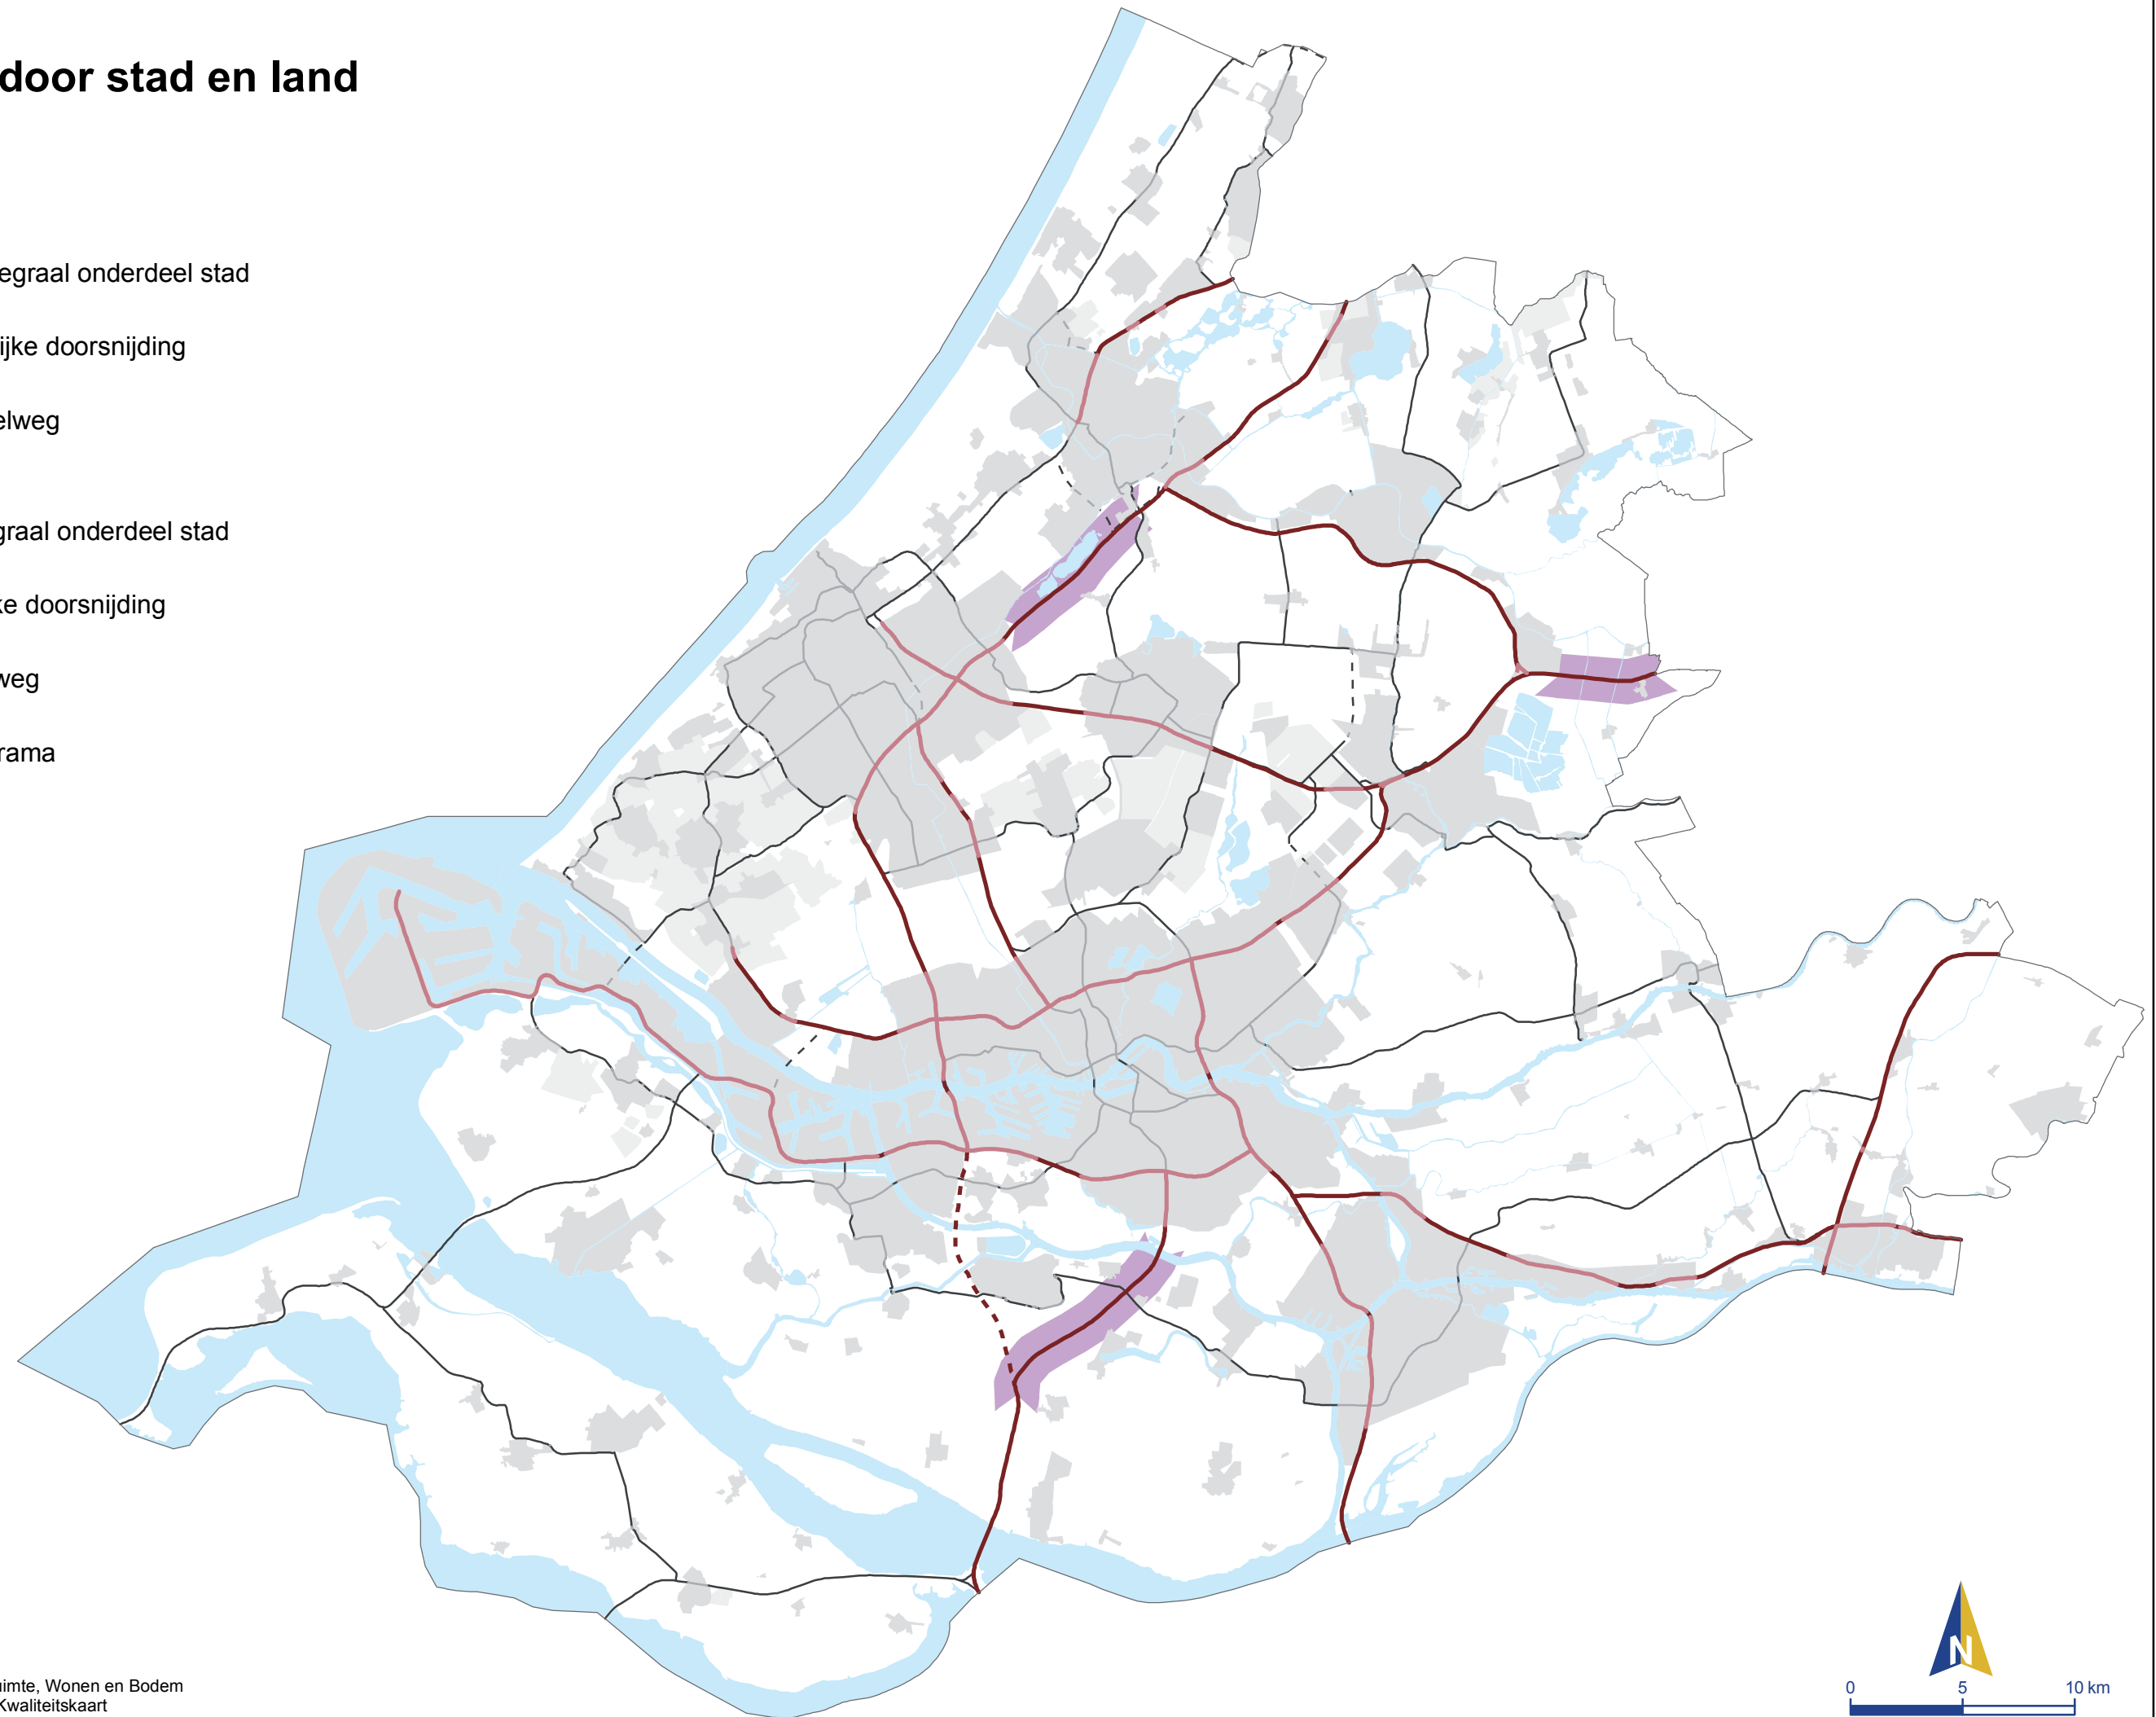 door stad en land
egraal onderdeel stad
ijke doorsnijding
elweg
graal onderdeel stad
ke doorsnijding
weg
rama
uimte, Wonen en Bodem
Kwaliteitskaart
N
0 5 10 km